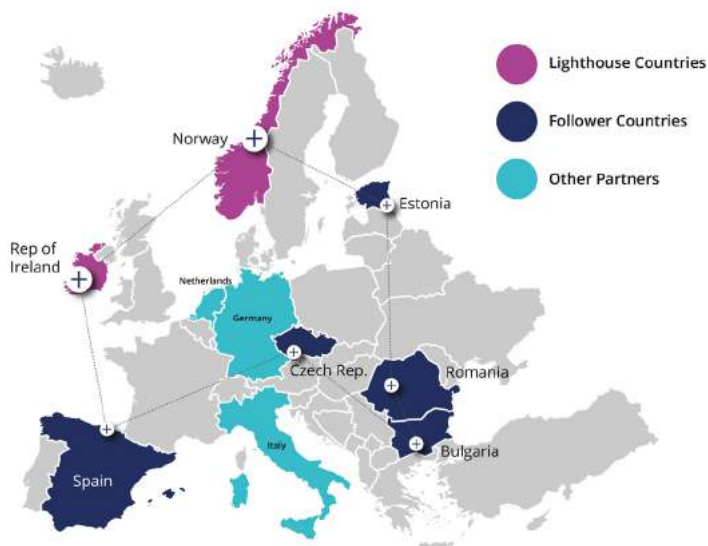 Lighthouse Countries
Follower Countries
Other Partners
Norway
Estonia
Rep of
Ireland
Netherlands
Germany
Czech Rep.
Romania
Italy
Bulgaria
Spain